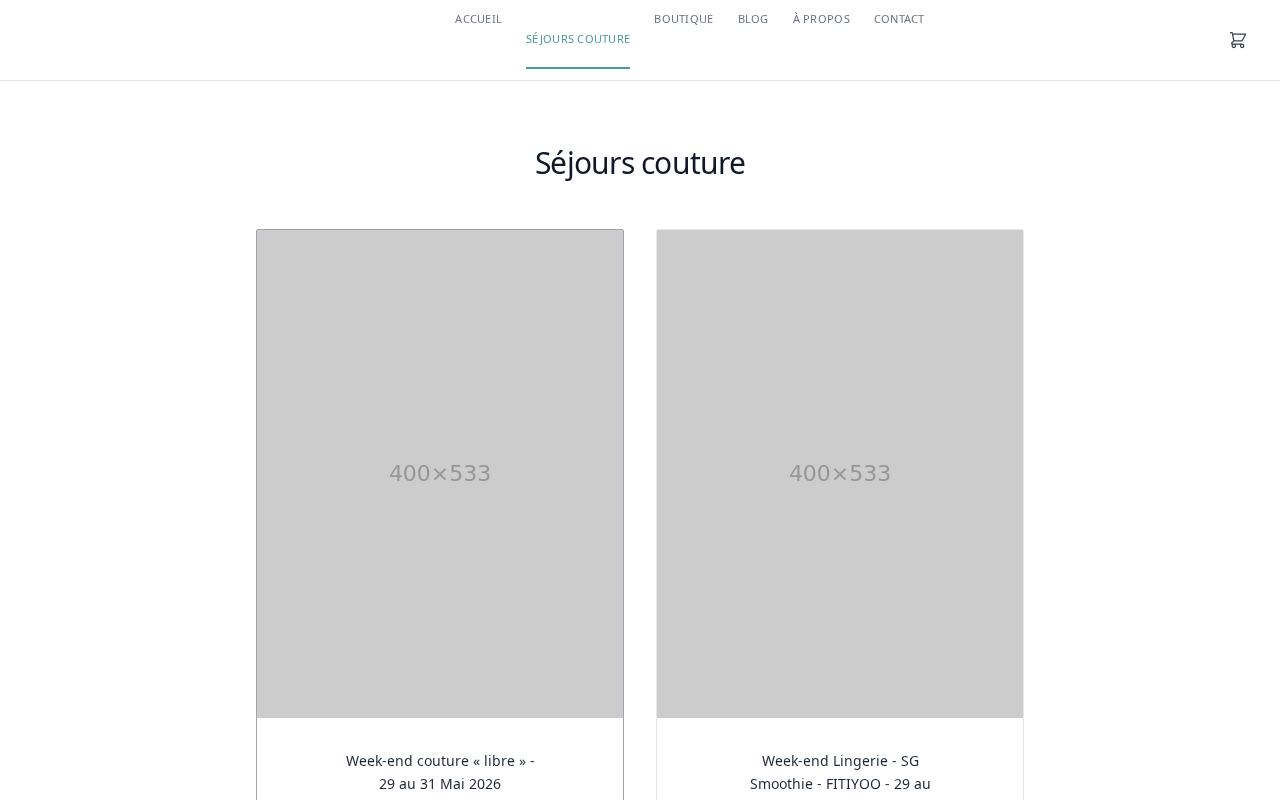 ACCUEIL
SÉJOURS COUTURE
BOUTIQUE
BLOG
À PROPOS
CONTACT
Séjours couture
400×533
400×533
Week-end couture « libre » -
29 au 31 Mai 2026
Week-end Lingerie - SG
Smoothie - FITIYOO - 29 au